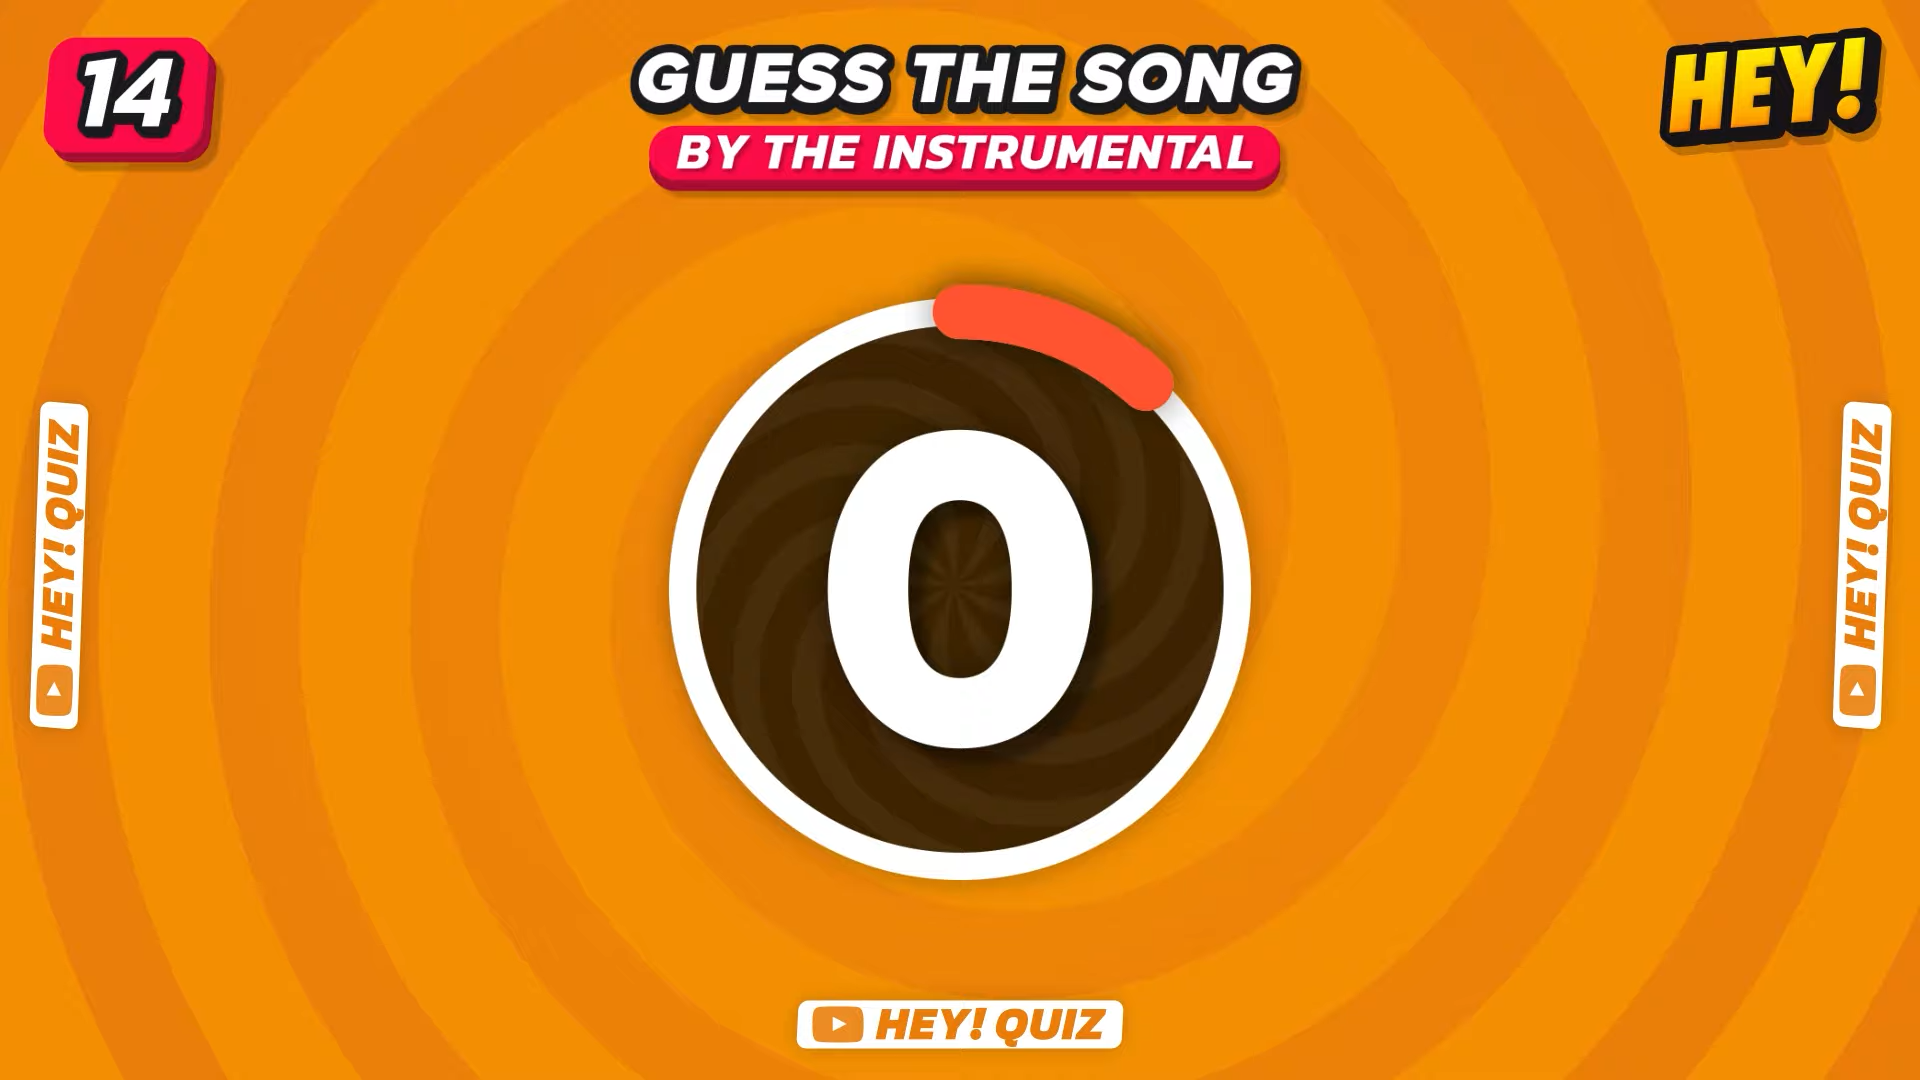 14
GUESS THE SONG
BY THE INSTRUMENTAL
HEY!
HEY! QUIZ
0
HEY! QUIZ
HEY! QUIZ